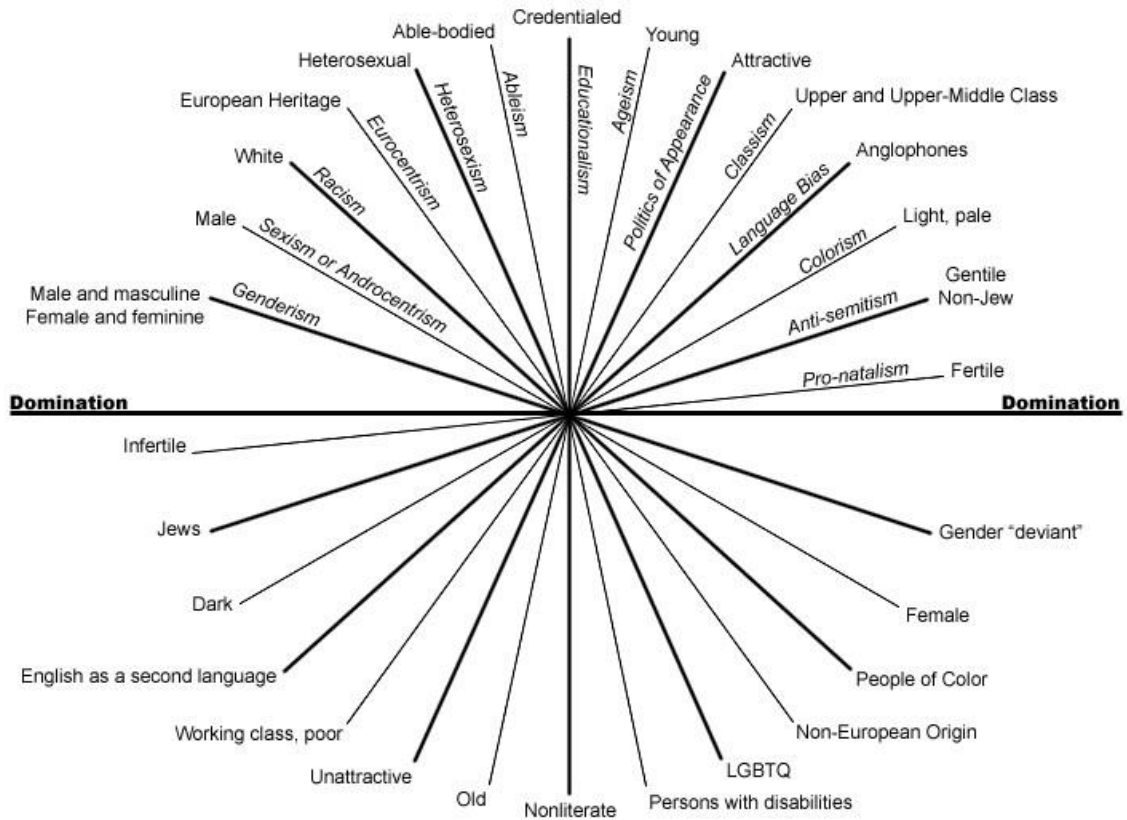 Credentialed
Able-bodied
Young
Heterosexual
Attractive
European Heritage
Upper and Upper-Middle Class
White
Anglophones
Male
Light, pale
Male and masculine
Female and feminine
Gentile
Non-Jew
Fertile
Genderism
Sexism or Androcentrism
Racism
Eurocentrism
Heterosexism
Ableism
Educationalism
Ageism
Politics of Appearance
Classism
Language Bias
Colorism
Anti-semitism
Pro-natalism
Domination
Domination
Infertile
Jews
Gender “deviant”
Dark
Female
English as a second language
People of Color
Working class, poor
Non-European Origin
Unattractive
LGBTQ
Old
Persons with disabilities
Nonliterate